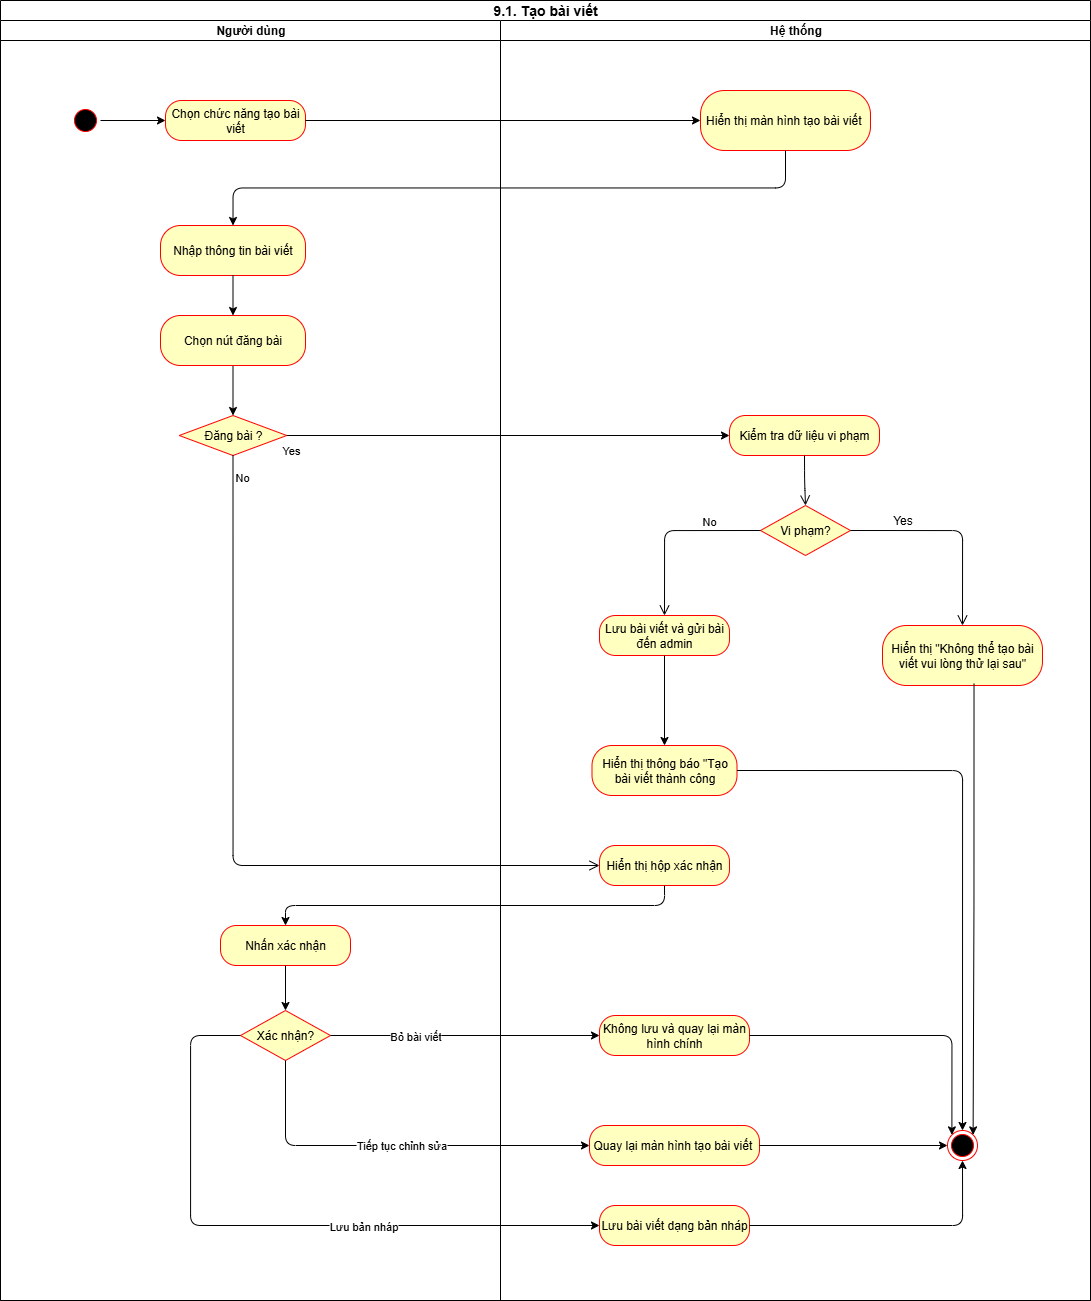 9.1. Tạo bài viết
Người dùng
Hệ thống
Chọn chức năng tạo bài
viết
Hiển thị màn hình tạo bài viết
Nhập thông tin bài viết
Chọn nút đăng bài
Đăng bài ?
Yes
No
Kiểm tra dữ liệu vi phạm
Vi phạm?
No
Yes
Lưu bài viết và gửi bài
đến admin
Hiển thị "Không thể tạo bài
viết vui lòng thử lại sau"
Hiển thị thông báo "Tạo
bài viết thành công
Hiển thị hộp xác nhận
Nhấn xác nhận
Xác nhận?
Bỏ bài viết
Không lưu và quay lại màn
hình chính
Tiếp tục chỉnh sửa
Quay lại màn hình tạo bài viết
Lưu bản nháp
Lưu bài viết dạng bản nháp